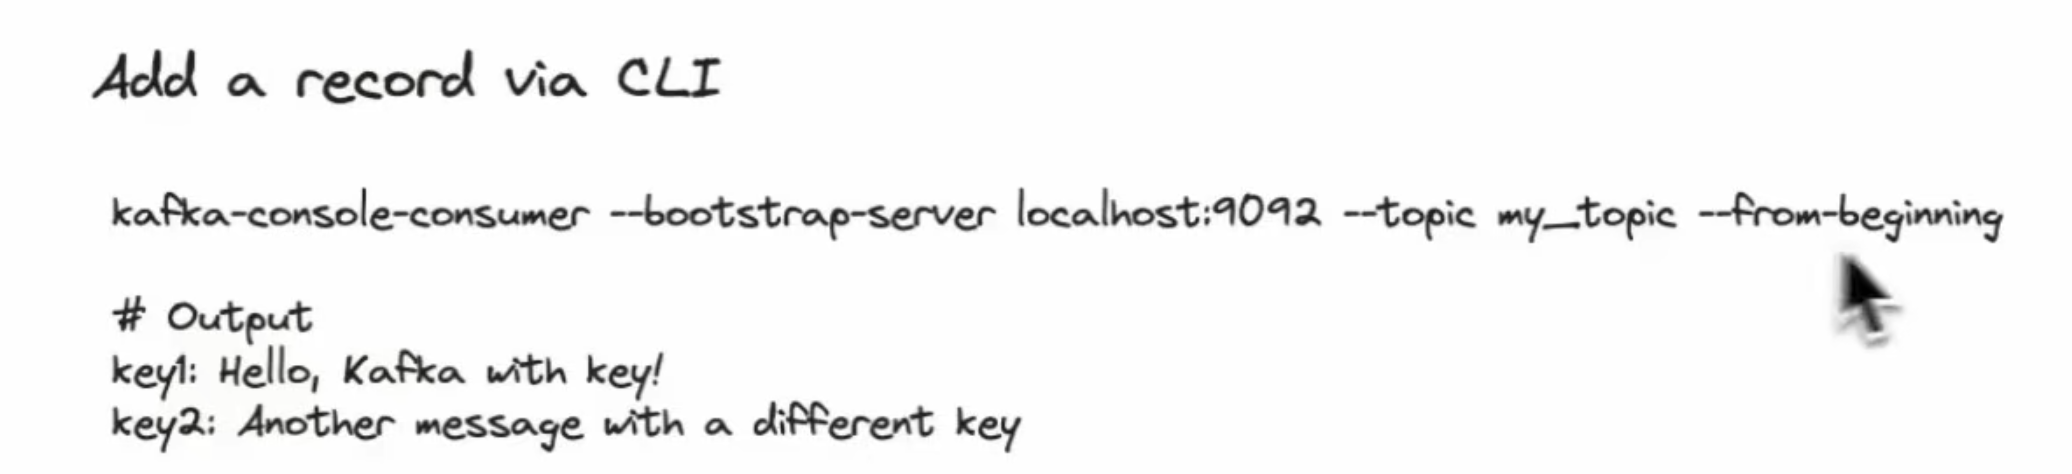 Add a record via CLI
kafka-console-consumer --bootstrap-server localhost:9092 --topic my_topic --from-beginning
# Output
key1: Hello, Kafka with key!
key2: Another message with a different key